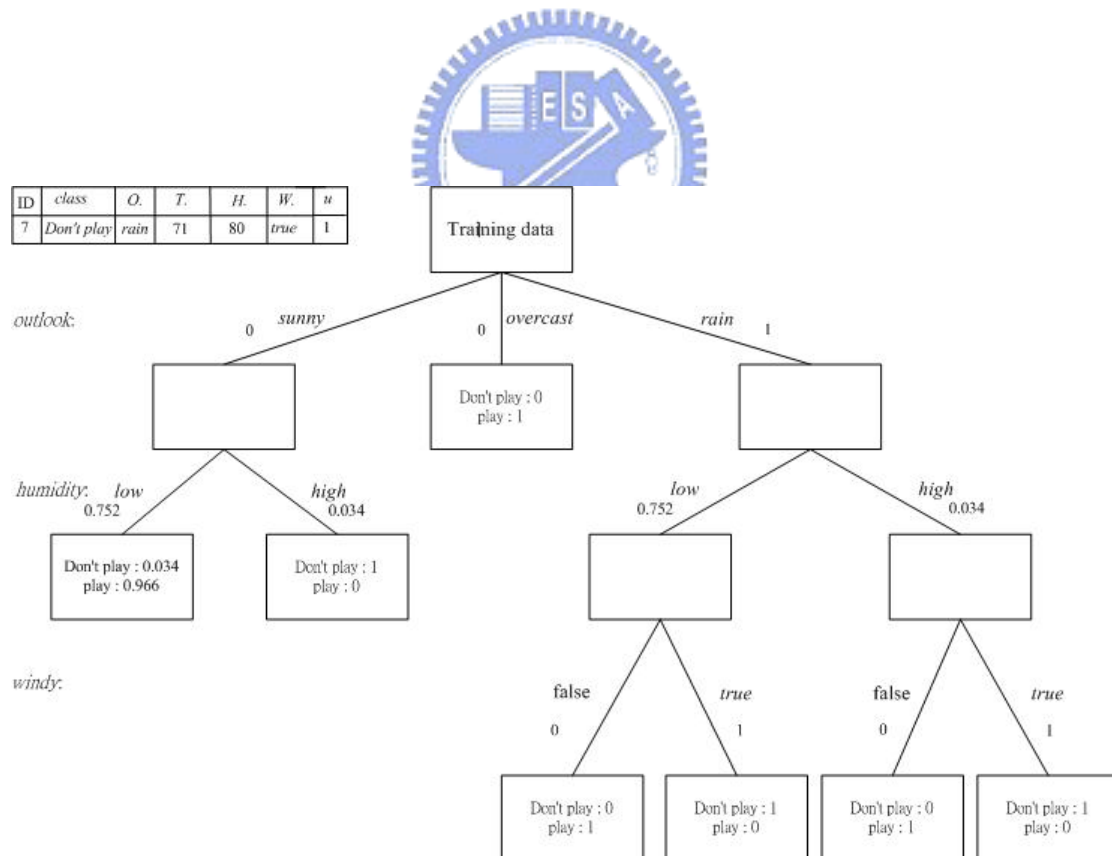 E S A
ID class O. T. H. W. u
7 Don't play rain 71 80 true 1
Training data
outlook:
0 sunny
0 overcast
rain 1
Don't play : 0
play : 1
humidity:
low
0.752
high
0.034
low
0.752
high
0.034
Don't play : 0.034
play : 0.966
Don't play : 1
play : 0
windy:
false
0
true
1
false
0
true
1
Don't play : 0
play : 1
Don't play : 1
play : 0
Don't play : 0
play : 1
Don't play : 1
play : 0